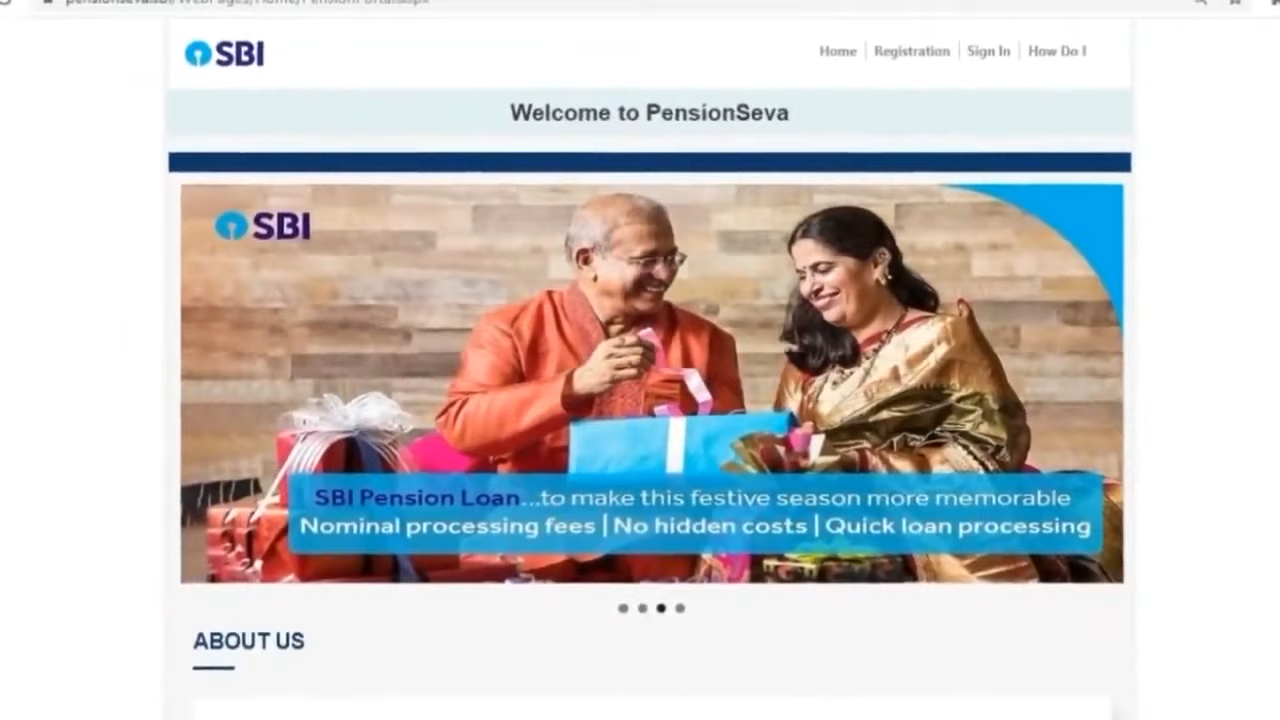 SBI
Home
Registration
Sign In
How Do I
Welcome to PensionSeva
SBI
SBI Pension Loan...to make this festive season more memorable
Nominal processing fees | No hidden costs | Quick loan processing
ABOUT US